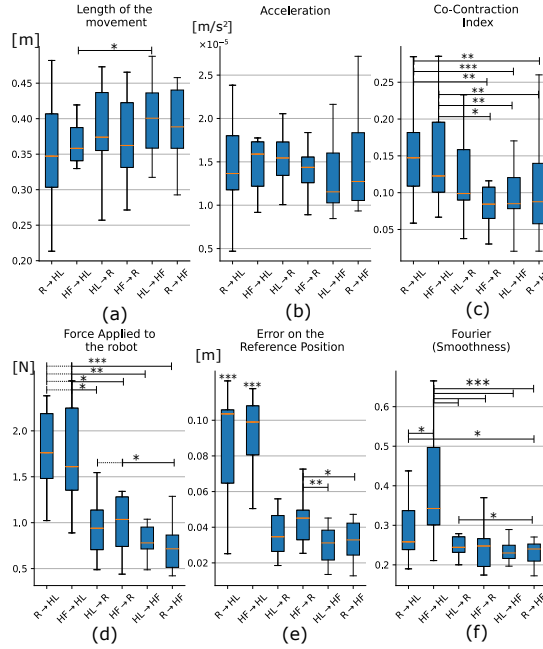 Length of the
movement
[m]
*
0.50
0.45
0.40
0.35
0.30
0.25
0.20
R→HL
HF→HL
HL→R
HF→R
HL→HF
R→HF
(a)
Acceleration
[m/s²]
×10⁻⁵
2.5
2.0
1.5
1.0
0.5
R→HL
HF→HL
HL→R
HF→R
HL→HF
R→HF
(b)
Co-Contraction
Index
**
***
**
**
**
*
0.30
0.25
0.20
0.15
0.10
0.05
0.00
R→HL
HF→HL
HL→R
HF→R
HL→HF
R→HF
(c)
Force Applied to
the robot
[N]
***
**
*
*
*
2.0
1.5
1.0
0.5
R→HL
HF→HL
HL→R
HF→R
HL→HF
R→HF
(d)
Error on the
Reference Position
[m]
***
***
*
**
0.10
0.08
0.06
0.04
0.02
R→HL
HF→HL
HL→R
HF→R
HL→HF
R→HF
(e)
Fourier
(Smoothness)
***
*
*
*
0.6
0.5
0.4
0.3
0.2
R→HL
HF→HL
HL→R
HF→R
HL→HF
R→HF
(f)